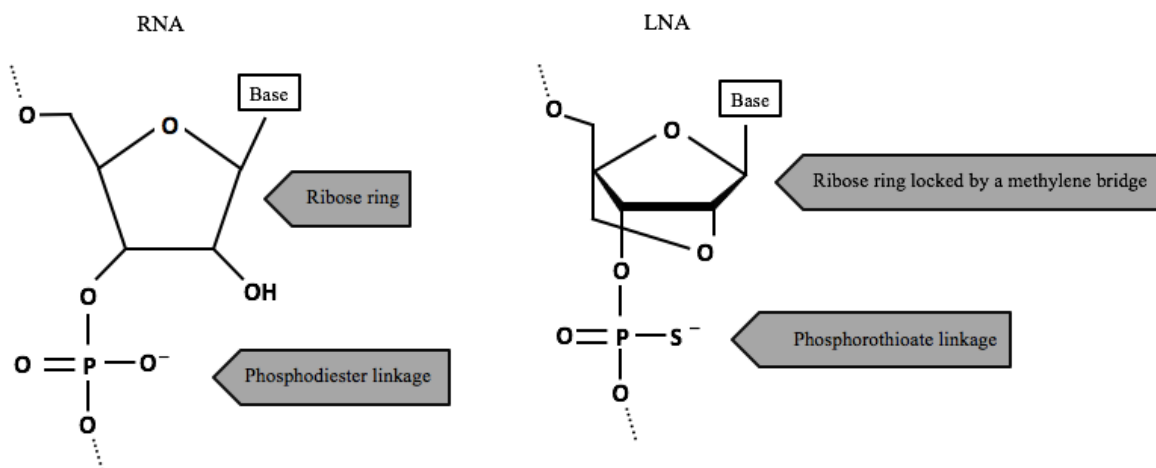 RNA
LNA
O
O
Base
Ribose ring
O
OH
O
P
O⁻
O
Phosphodiester linkage
O
O
Base
Ribose ring locked by a methylene bridge
O
O
O
P
S⁻
O
Phosphorothioate linkage